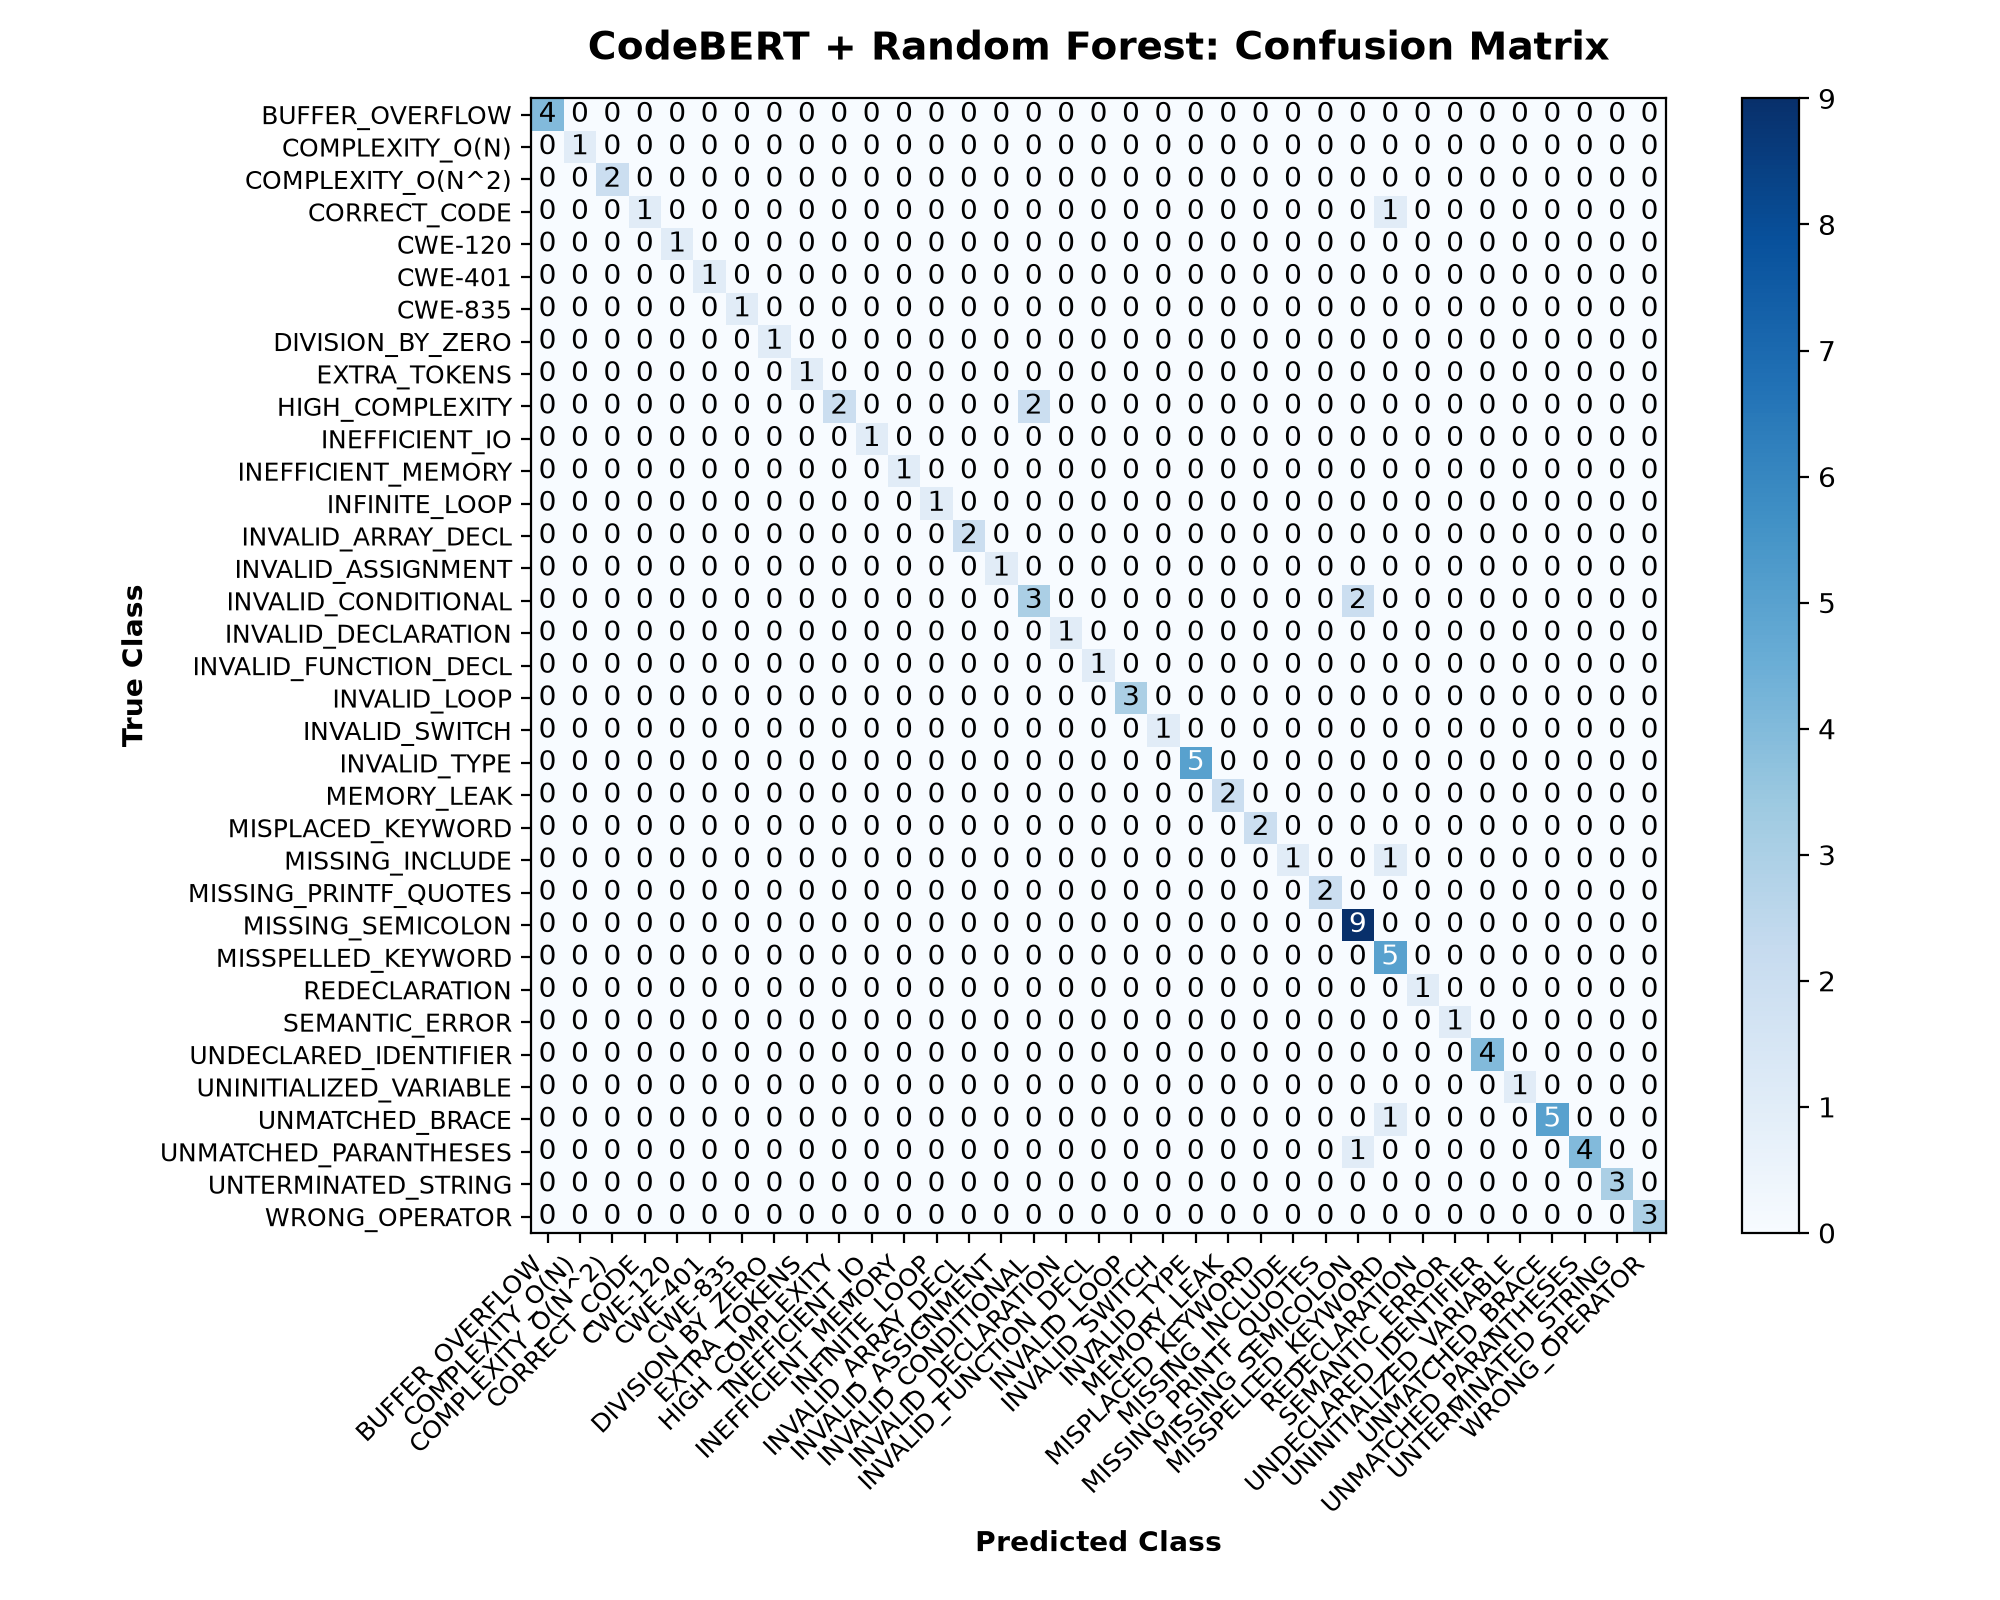 CodeBERT + Random Forest: Confusion Matrix
BUFFER_OVERFLOW 4 0 0 0 0 0 0 0 0 0 0 0 0 0 0 0 0 0 0 0 0 0 0 0 0 0 0 0 0 0 0 0 0 0 0
COMPLEXITY_O(N) 0 1 0 0 0 0 0 0 0 0 0 0 0 0 0 0 0 0 0 0 0 0 0 0 0 0 0 0 0 0 0 0 0 0 0
COMPLEXITY_O(N^2) 0 0 2 0 0 0 0 0 0 0 0 0 0 0 0 0 0 0 0 0 0 0 0 0 0 0 0 0 0 0 0 0 0 0 0
CORRECT_CODE 0 0 0 1 0 0 0 0 0 0 0 0 0 0 0 0 0 0 0 0 0 0 0 0 0 0 1 0 0 0 0 0 0 0 0
CWE-120 0 0 0 0 1 0 0 0 0 0 0 0 0 0 0 0 0 0 0 0 0 0 0 0 0 0 0 0 0 0 0 0 0 0 0
CWE-401 0 0 0 0 0 1 0 0 0 0 0 0 0 0 0 0 0 0 0 0 0 0 0 0 0 0 0 0 0 0 0 0 0 0 0
CWE-835 0 0 0 0 0 0 1 0 0 0 0 0 0 0 0 0 0 0 0 0 0 0 0 0 0 0 0 0 0 0 0 0 0 0 0
DIVISION_BY_ZERO 0 0 0 0 0 0 0 1 0 0 0 0 0 0 0 0 0 0 0 0 0 0 0 0 0 0 0 0 0 0 0 0 0 0 0
EXTRA_TOKENS 0 0 0 0 0 0 0 0 1 0 0 0 0 0 0 0 0 0 0 0 0 0 0 0 0 0 0 0 0 0 0 0 0 0 0
HIGH_COMPLEXITY 0 0 0 0 0 0 0 0 0 2 0 0 0 0 0 2 0 0 0 0 0 0 0 0 0 0 0 0 0 0 0 0 0 0 0
INEFFICIENT_IO 0 0 0 0 0 0 0 0 0 0 1 0 0 0 0 0 0 0 0 0 0 0 0 0 0 0 0 0 0 0 0 0 0 0 0
INEFFICIENT_MEMORY 0 0 0 0 0 0 0 0 0 0 0 1 0 0 0 0 0 0 0 0 0 0 0 0 0 0 0 0 0 0 0 0 0 0 0
INFINITE_LOOP 0 0 0 0 0 0 0 0 0 0 0 0 1 0 0 0 0 0 0 0 0 0 0 0 0 0 0 0 0 0 0 0 0 0 0
INVALID_ARRAY_DECL 0 0 0 0 0 0 0 0 0 0 0 0 0 2 0 0 0 0 0 0 0 0 0 0 0 0 0 0 0 0 0 0 0 0 0
INVALID_ASSIGNMENT 0 0 0 0 0 0 0 0 0 0 0 0 0 0 1 0 0 0 0 0 0 0 0 0 0 0 0 0 0 0 0 0 0 0 0
INVALID_CONDITIONAL 0 0 0 0 0 0 0 0 0 0 0 0 0 0 0 3 0 0 0 0 0 0 0 0 0 2 0 0 0 0 0 0 0 0 0
INVALID_DECLARATION 0 0 0 0 0 0 0 0 0 0 0 0 0 0 0 0 1 0 0 0 0 0 0 0 0 0 0 0 0 0 0 0 0 0 0
INVALID_FUNCTION_DECL 0 0 0 0 0 0 0 0 0 0 0 0 0 0 0 0 0 1 0 0 0 0 0 0 0 0 0 0 0 0 0 0 0 0 0
INVALID_LOOP 0 0 0 0 0 0 0 0 0 0 0 0 0 0 0 0 0 0 3 0 0 0 0 0 0 0 0 0 0 0 0 0 0 0 0
INVALID_SWITCH 0 0 0 0 0 0 0 0 0 0 0 0 0 0 0 0 0 0 0 1 0 0 0 0 0 0 0 0 0 0 0 0 0 0 0
INVALID_TYPE 0 0 0 0 0 0 0 0 0 0 0 0 0 0 0 0 0 0 0 0 5 0 0 0 0 0 0 0 0 0 0 0 0 0 0
MEMORY_LEAK 0 0 0 0 0 0 0 0 0 0 0 0 0 0 0 0 0 0 0 0 0 2 0 0 0 0 0 0 0 0 0 0 0 0 0
MISPLACED_KEYWORD 0 0 0 0 0 0 0 0 0 0 0 0 0 0 0 0 0 0 0 0 0 0 2 0 0 0 0 0 0 0 0 0 0 0 0
MISSING_INCLUDE 0 0 0 0 0 0 0 0 0 0 0 0 0 0 0 0 0 0 0 0 0 0 0 1 0 0 1 0 0 0 0 0 0 0 0
MISSING_PRINTF_QUOTES 0 0 0 0 0 0 0 0 0 0 0 0 0 0 0 0 0 0 0 0 0 0 0 0 2 0 0 0 0 0 0 0 0 0 0
MISSING_SEMICOLON 0 0 0 0 0 0 0 0 0 0 0 0 0 0 0 0 0 0 0 0 0 0 0 0 0 9 0 0 0 0 0 0 0 0 0
MISSPELLED_KEYWORD 0 0 0 0 0 0 0 0 0 0 0 0 0 0 0 0 0 0 0 0 0 0 0 0 0 0 5 0 0 0 0 0 0 0 0
REDECLARATION 0 0 0 0 0 0 0 0 0 0 0 0 0 0 0 0 0 0 0 0 0 0 0 0 0 0 0 1 0 0 0 0 0 0 0
SEMANTIC_ERROR 0 0 0 0 0 0 0 0 0 0 0 0 0 0 0 0 0 0 0 0 0 0 0 0 0 0 0 0 1 0 0 0 0 0 0
UNDECLARED_IDENTIFIER 0 0 0 0 0 0 0 0 0 0 0 0 0 0 0 0 0 0 0 0 0 0 0 0 0 0 0 0 0 4 0 0 0 0 0
UNINITIALIZED_VARIABLE 0 0 0 0 0 0 0 0 0 0 0 0 0 0 0 0 0 0 0 0 0 0 0 0 0 0 0 0 0 0 1 0 0 0 0
UNMATCHED_BRACE 0 0 0 0 0 0 0 0 0 0 0 0 0 0 0 0 0 0 0 0 0 0 0 0 0 0 1 0 0 0 0 5 0 0 0
UNMATCHED_PARANTHESES 0 0 0 0 0 0 0 0 0 0 0 0 0 0 0 0 0 0 0 0 0 0 0 0 0 1 0 0 0 0 0 0 4 0 0
UNTERMINATED_STRING 0 0 0 0 0 0 0 0 0 0 0 0 0 0 0 0 0 0 0 0 0 0 0 0 0 0 0 0 0 0 0 0 0 3 0
WRONG_OPERATOR 0 0 0 0 0 0 0 0 0 0 0 0 0 0 0 0 0 0 0 0 0 0 0 0 0 0 0 0 0 0 0 0 0 0 3
True Class
BUFFER_OVERFLOW
COMPLEXITY_O(N)
COMPLEXITY_O(N^2)
CORRECT_CODE
CWE-120
CWE-401
CWE-835
DIVISION_BY_ZERO
EXTRA_TOKENS
HIGH_COMPLEXITY
INEFFICIENT_IO
INEFFICIENT_MEMORY
INFINITE_LOOP
INVALID_ARRAY_DECL
INVALID_ASSIGNMENT
INVALID_CONDITIONAL
INVALID_DECLARATION
INVALID_FUNCTION_DECL
INVALID_LOOP
INVALID_SWITCH
INVALID_TYPE
MEMORY_LEAK
MISPLACED_KEYWORD
MISSING_INCLUDE
MISSING_PRINTF_QUOTES
MISSING_SEMICOLON
MISSPELLED_KEYWORD
REDECLARATION
SEMANTIC_ERROR
UNDECLARED_IDENTIFIER
UNINITIALIZED_VARIABLE
UNMATCHED_BRACE
UNMATCHED_PARANTHESES
UNTERMINATED_STRING
WRONG_OPERATOR
Predicted Class
9
8
7
6
5
4
3
2
1
0